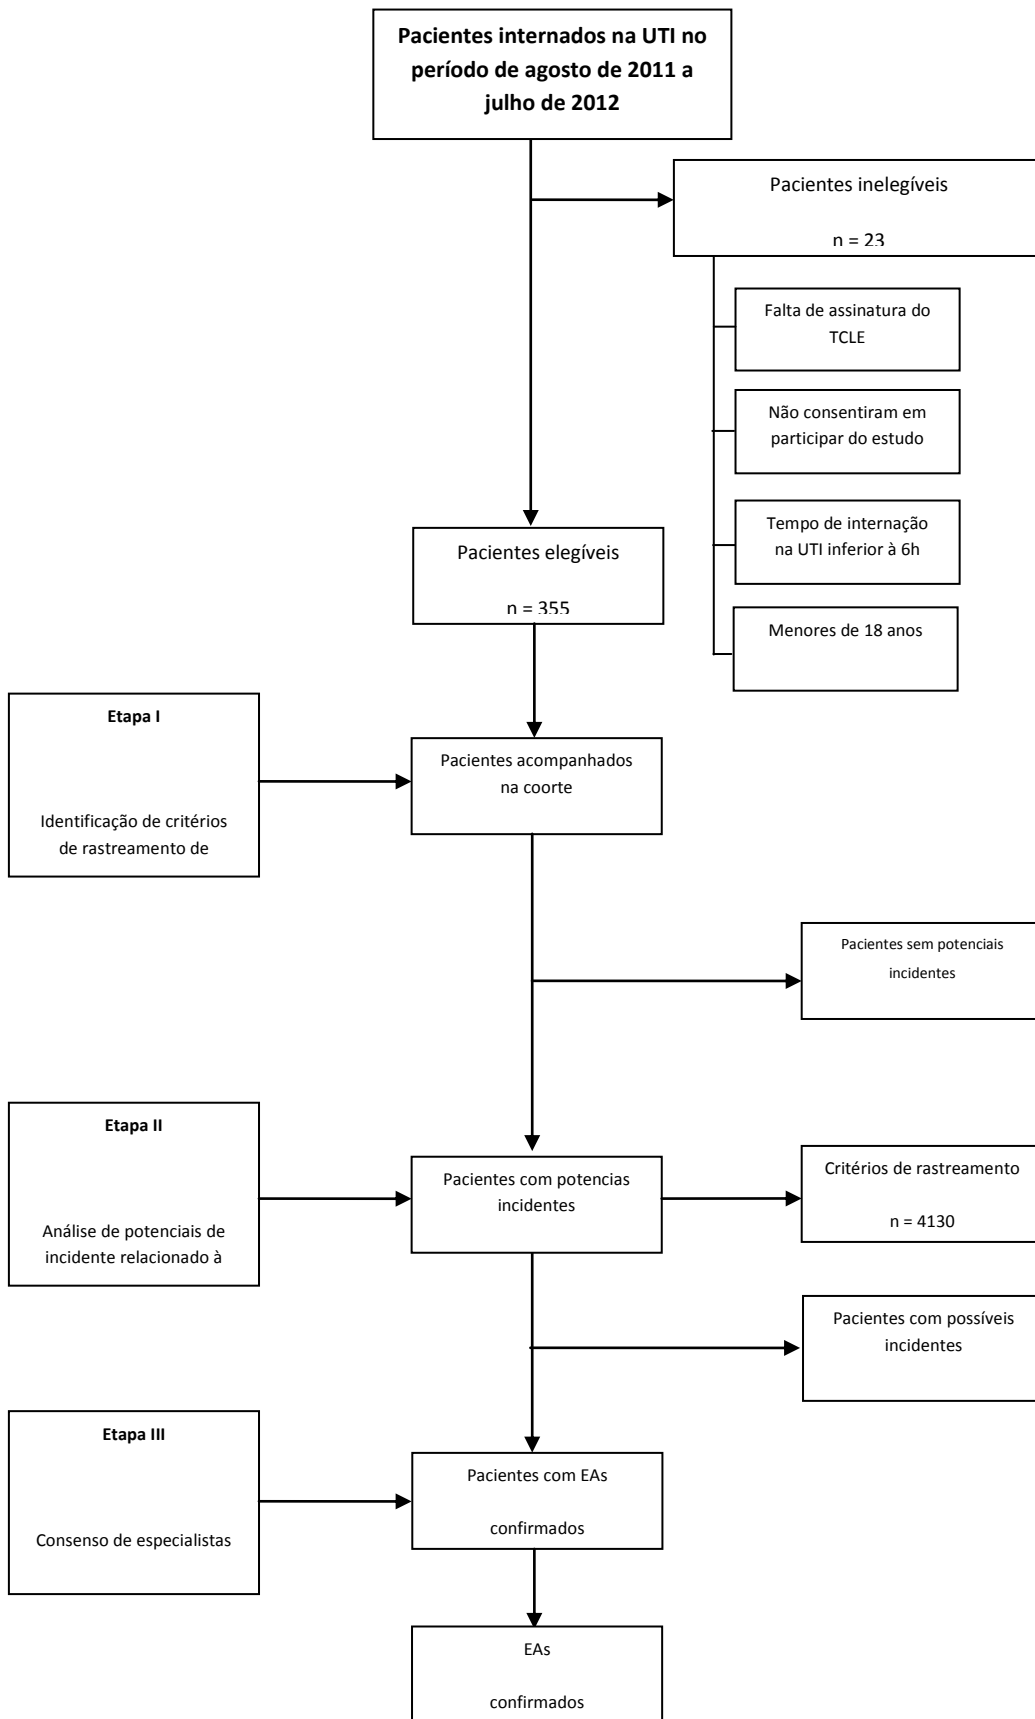 Pacientes internados na UTI no
período de agosto de 2011 a
julho de 2012
Pacientes inelegíveis
n = 23
Falta de assinatura do
TCLE
Não consentiram em
participar do estudo
Tempo de internação
na UTI inferior à 6h
Menores de 18 anos
Pacientes elegíveis
n = 355
Etapa I
Identificação de critérios
de rastreamento de
Pacientes acompanhados
na coorte
Pacientes sem potenciais
incidentes
Etapa II
Análise de potenciais de
incidente relacionado à
Pacientes com potencias
incidentes
Critérios de rastreamento
n = 4130
Pacientes com possíveis
incidentes
Etapa III
Consenso de especialistas
Pacientes com EAs
confirmados
EAs
confirmados